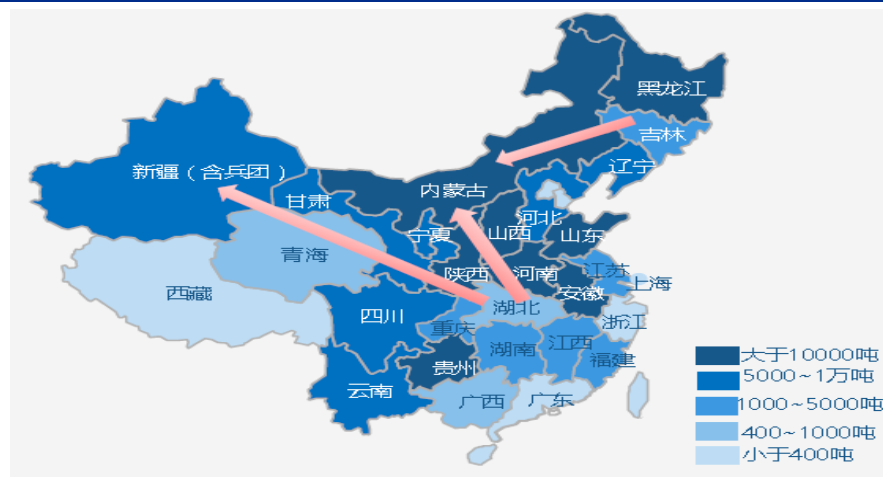 黑龙江
吉林
辽宁
新疆（含兵团）
内蒙古
甘肃
河北
宁夏
山西
山东
青海
陕西
河南
江苏
上海
西藏
安徽
湖北
四川
重庆
浙江
湖南
江西
福建
贵州
云南
广西
广东
大于10000吨
5000~1万吨
1000~5000吨
400~1000吨
小于400吨